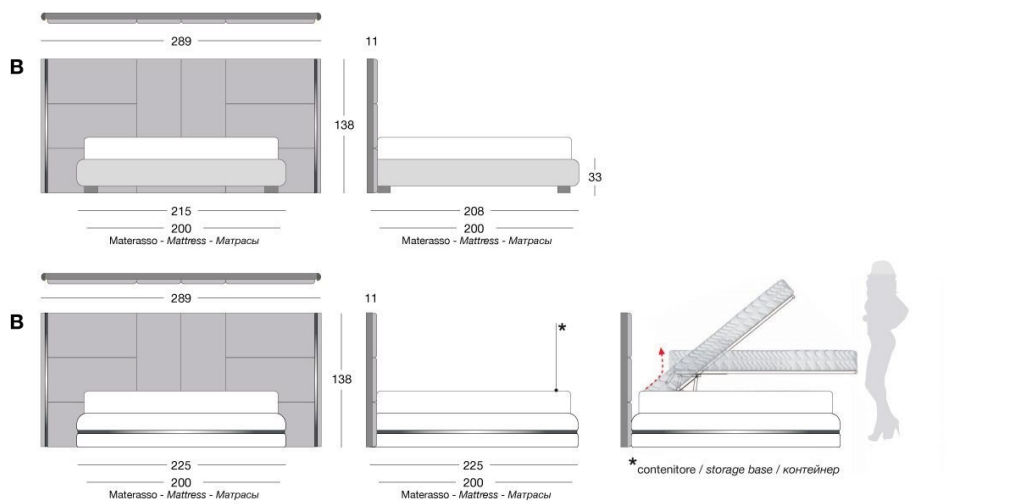 289
11
B
138
33
215
208
200
200
Materasso - Mattress - Матрасы
Materasso - Mattress - Матрасы
289
11
B
*
138
225
225
*
contenitore / storage base / контейнер
200
200
Materasso - Mattress - Матрасы
Materasso - Mattress - Матрасы